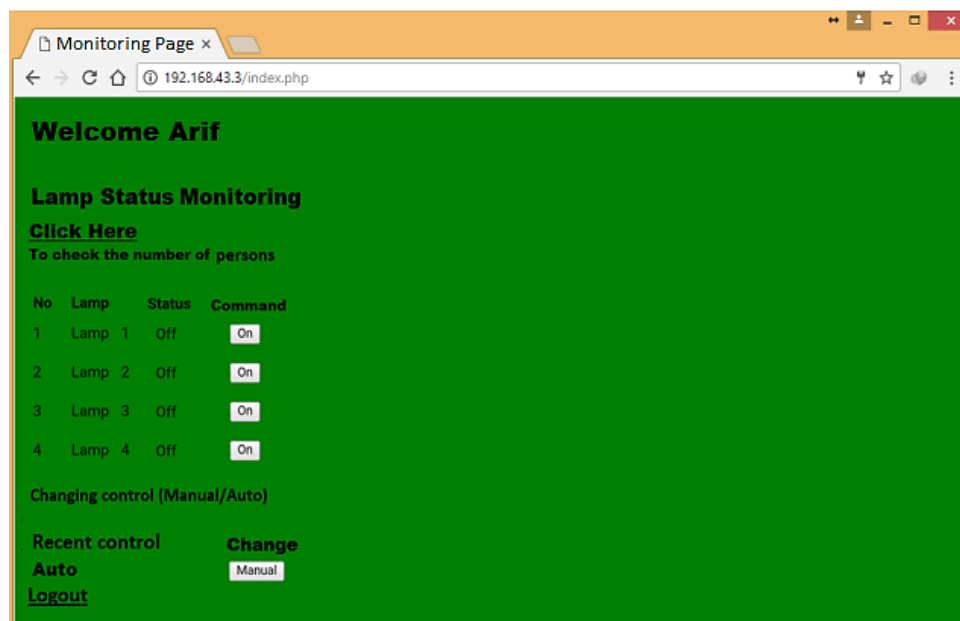 Monitoring Page ×
192.168.43.3/index.php
Welcome Arif
Lamp Status Monitoring
Click Here
To check the number of persons
No Lamp Status Command
1 Lamp 1 Off On
2 Lamp 2 Off On
3 Lamp 3 Off On
4 Lamp 4 Off On
Changing control (Manual/Auto)
Recent control Change
Auto Manual
Logout